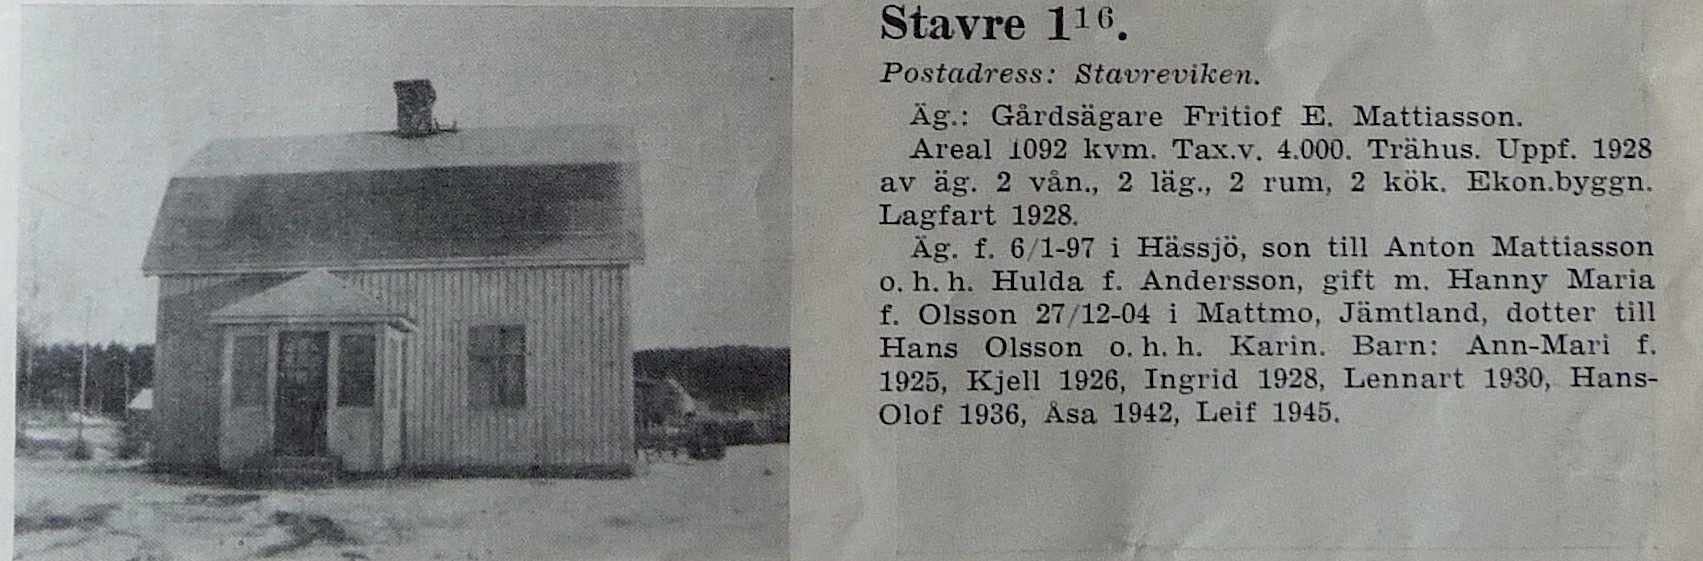 Stavre 1¹⁶.
Postadress: Stavreviken.
Äg.: Gårdsägare Fritiof E. Mattiasson.
Areal 1092 kvm. Tax.v. 4.000. Trähus. Uppf. 1928
av äg. 2 vån., 2 läg., 2 rum, 2 kök. Ekon.byggn.
Lagfart 1928.
Äg. f. 6/1-97 i Hässjö, son till Anton Mattiasson
o. h. h. Hulda f. Andersson, gift m. Hanny Maria
f. Olsson 27/12-04 i Mattmo, Jämtland, dotter till
Hans Olsson o. h. h. Karin. Barn: Ann-Mari f.
1925, Kjell 1926, Ingrid 1928, Lennart 1930, Hans-
Olof 1936, Åsa 1942, Leif 1945.